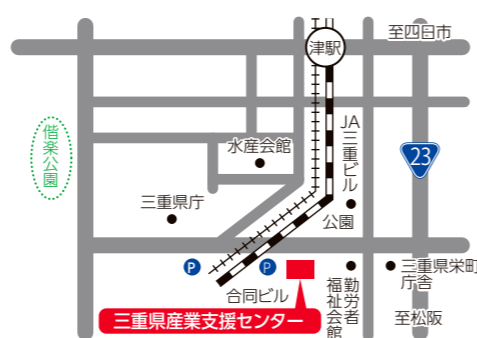 津駅
至四日市
偕楽公園
水産会館
JA三重ビル
23
三重県庁
公園
P
P
三重県栄町
庁舎
合同ビル
勤労者
福祉会館
至松阪
三重県産業支援センター